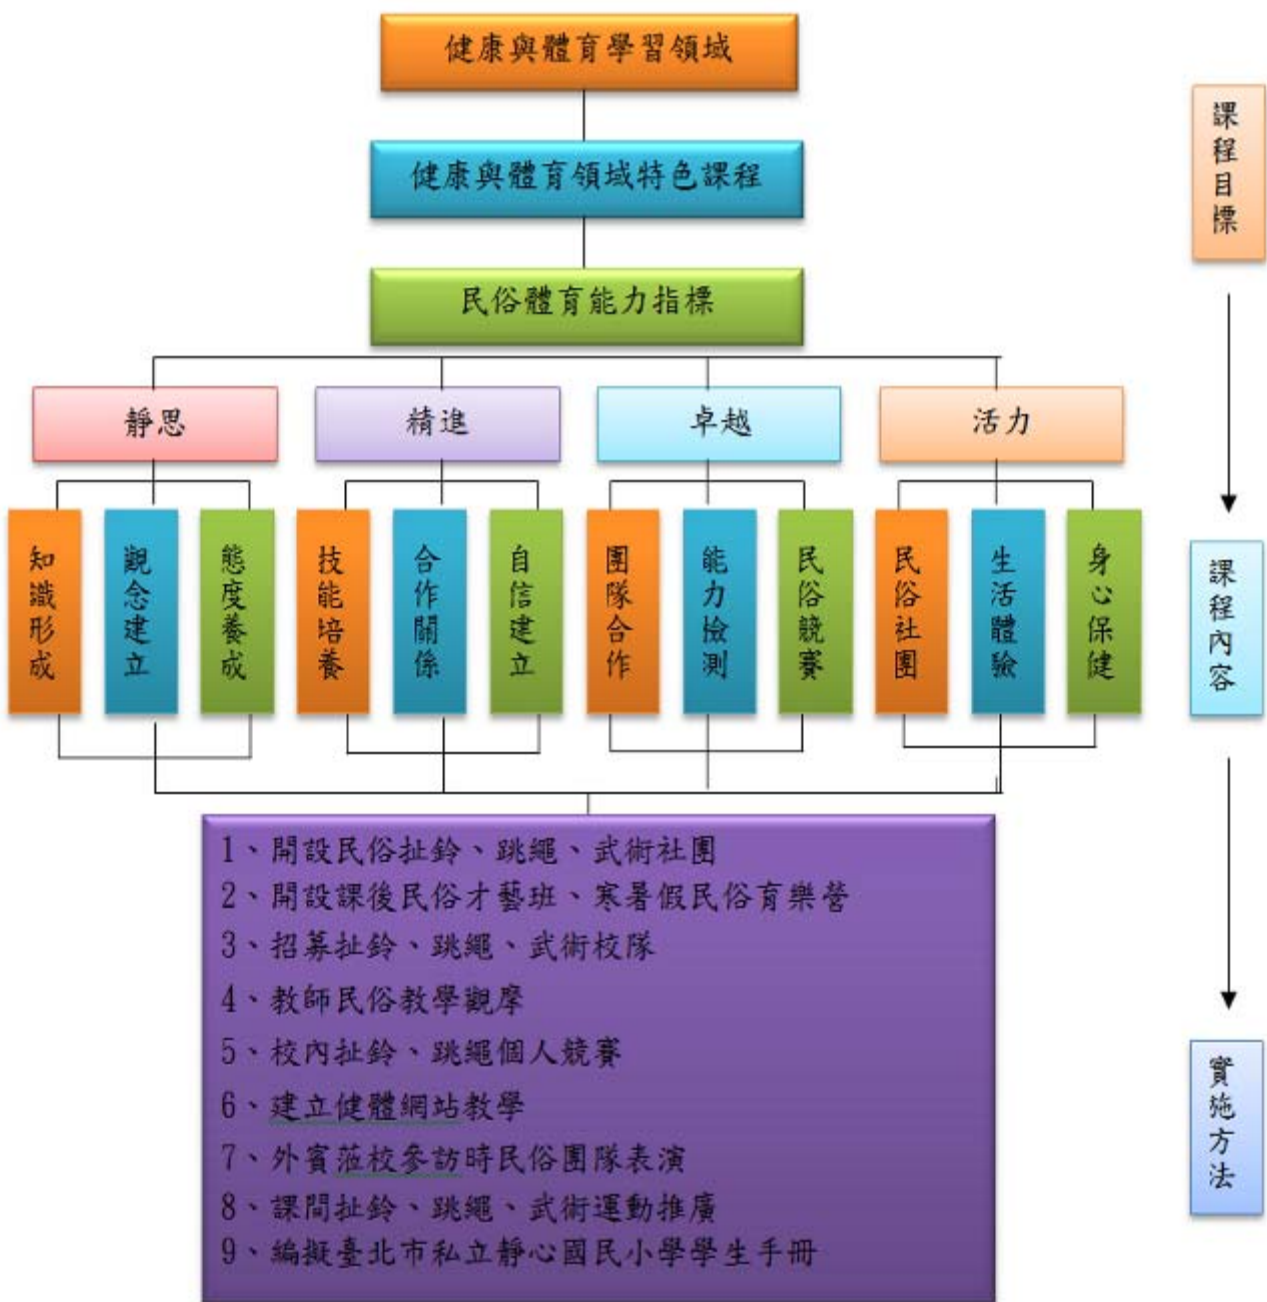 健康與體育學習領域
健康與體育領域特色課程
民俗體育能力指標
靜思
精進
卓越
活力
知識形成
觀念建立
態度養成
技能培養
合作關係
自信建立
團隊合作
能力檢測
民俗競賽
民俗社團
生活體驗
身心保健
1、開設民俗扯鈴、跳繩、武術社團
2、開設課後民俗才藝班、寒暑假民俗育樂營
3、招募扯鈴、跳繩、武術校隊
4、教師民俗教學觀摩
5、校內扯鈴、跳繩個人競賽
6、建立健體網站教學
7、外賓蒞校參訪時民俗團隊表演
8、課間扯鈴、跳繩、武術運動推廣
9、編擬臺北市私立靜心國民小學學生手冊
課程目標
課程內容
實施方法